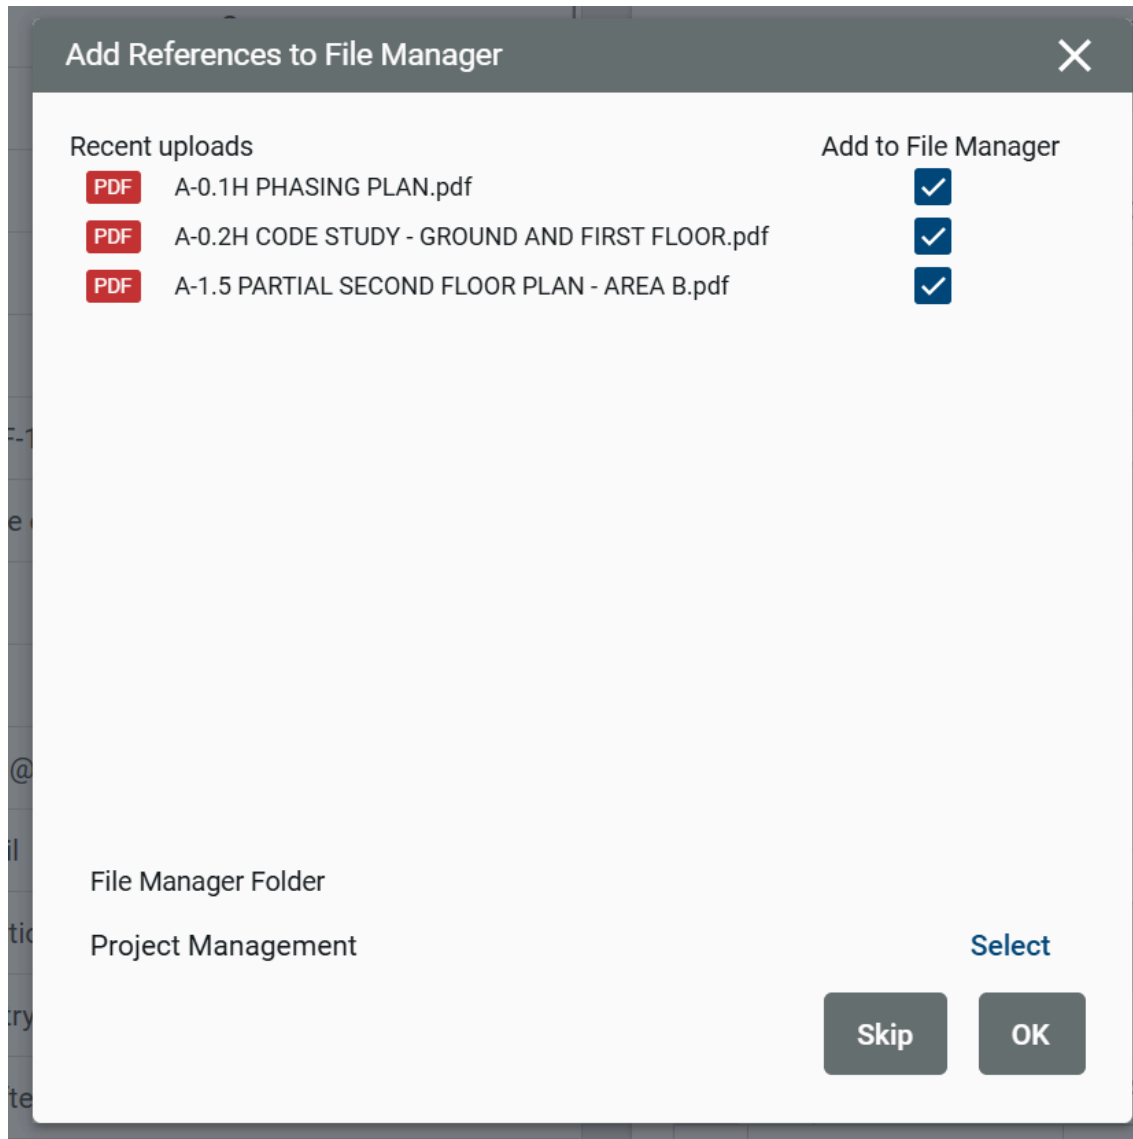 Add References to File Manager
Recent uploads Add to File Manager
PDF A-0.1H PHASING PLAN.pdf
PDF A-0.2H CODE STUDY - GROUND AND FIRST FLOOR.pdf
PDF A-1.5 PARTIAL SECOND FLOOR PLAN - AREA B.pdf
File Manager Folder
Project Management Select
Skip OK